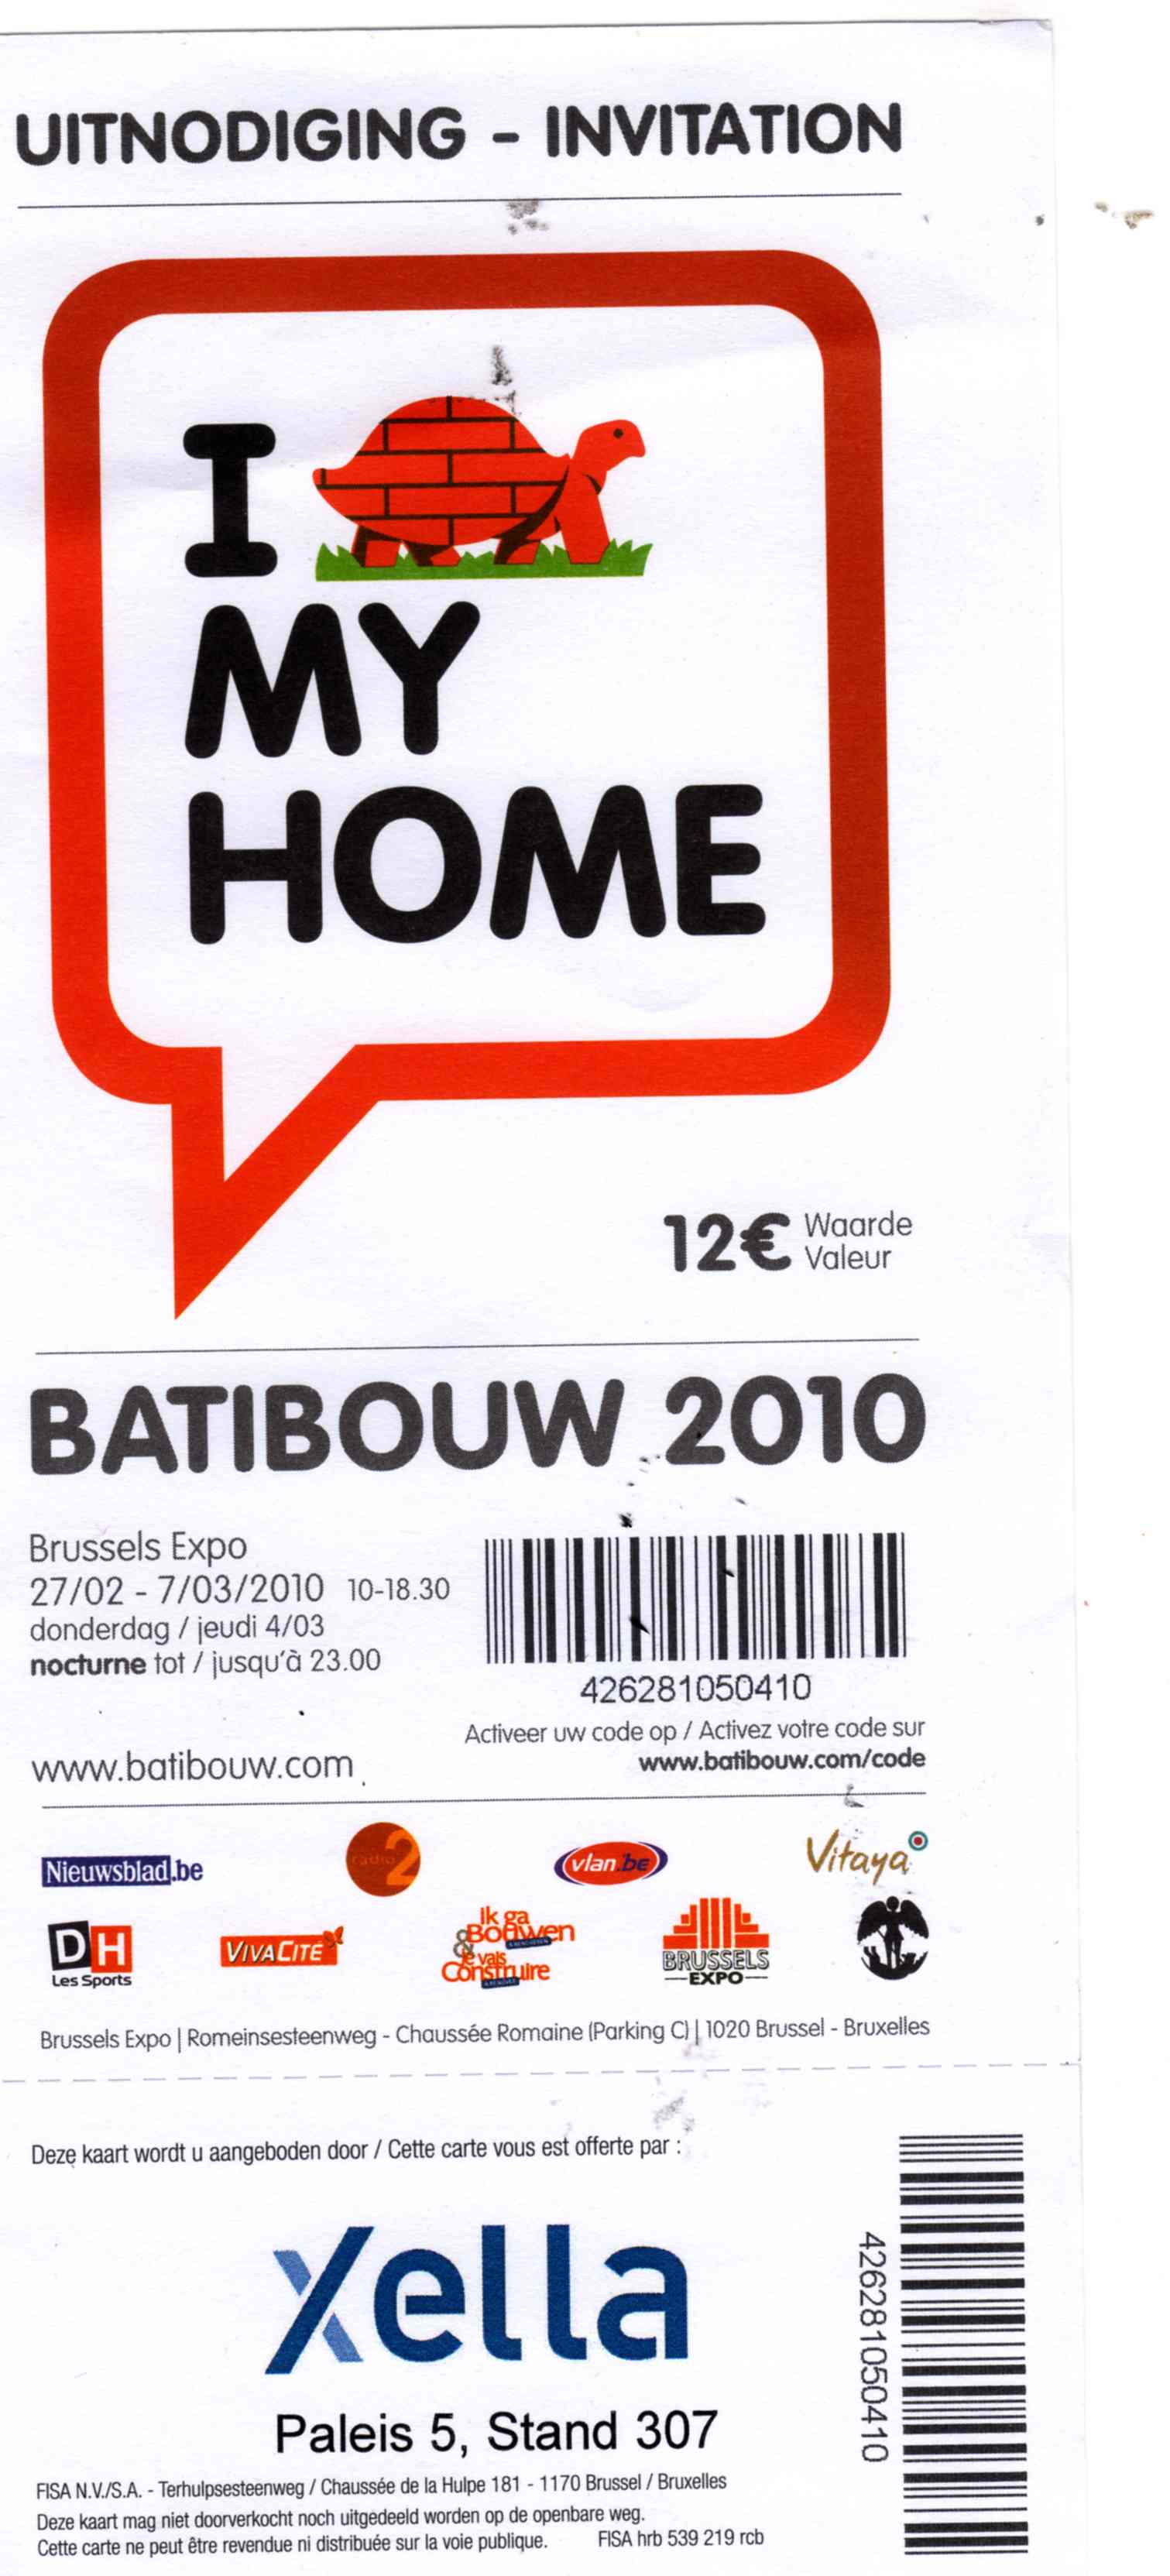 UITNODIGING - INVITATION
I
MY
HOME
12€ Waarde
Valeur
BATIBOUW 2010
Brussels Expo
27/02 - 7/03/2010 10-18.30
donderdag / jeudi 4/03
nocturne tot / jusqu'à 23.00
426281050410
Activeer uw code op / Activez votre code sur
www.batibouw.com/code
www.batibouw.com
Nieuwsblad.be
radio 2
vlan.be
Vitaya
DH
Les Sports
VIVACITÉ
ik ga
Bouwen
& je vais
Construire
BRUSSELS
EXPO
Brussels Expo | Romeinsesteenweg - Chaussée Romaine (Parking C) | 1020 Brussel - Bruxelles
Deze kaart wordt u aangeboden door / Cette carte vous est offerte par :
Xella
426281050410
Paleis 5, Stand 307
FISA N.V./S.A. - Terhulpsesteenweg / Chaussée de la Hulpe 181 - 1170 Brussel / Bruxelles
Deze kaart mag niet doorverkocht noch uitgedeeld worden op de openbare weg.
Cette carte ne peut être revendue ni distribuée sur la voie publique. FISA hrb 539 219 rcb